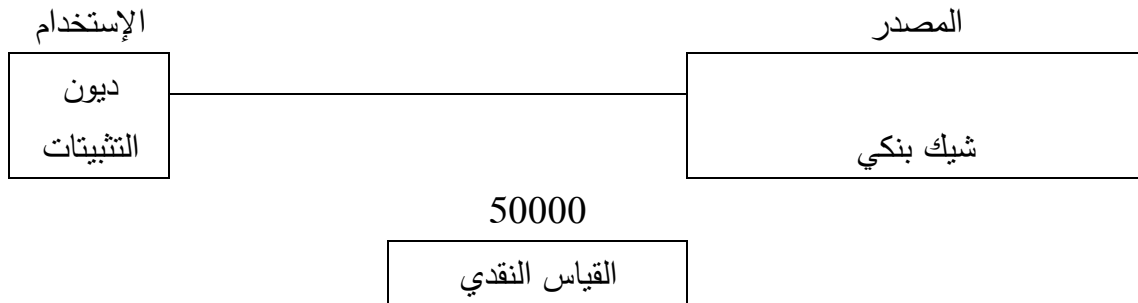 المصدر الإستخدام
ديون
شيك بنكي التثبيتات
50000
القياس النقدي